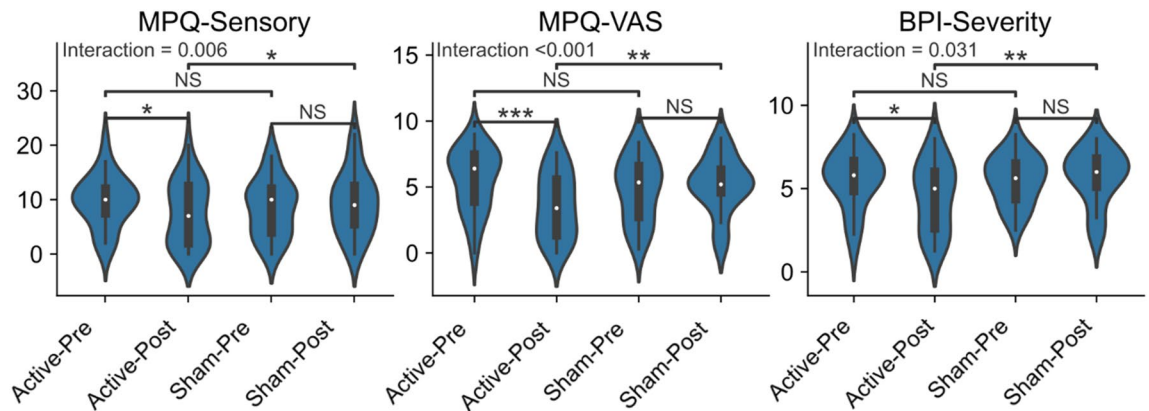 MPQ-Sensory
Interaction = 0.006
*
NS
*
NS
30
20
10
0
Active-Pre
Active-Post
Sham-Pre
Sham-Post
MPQ-VAS
Interaction <0.001
**
NS
***
NS
15
10
5
0
Active-Pre
Active-Post
Sham-Pre
Sham-Post
BPI-Severity
Interaction = 0.031
**
NS
*
NS
10
5
0
Active-Pre
Active-Post
Sham-Pre
Sham-Post